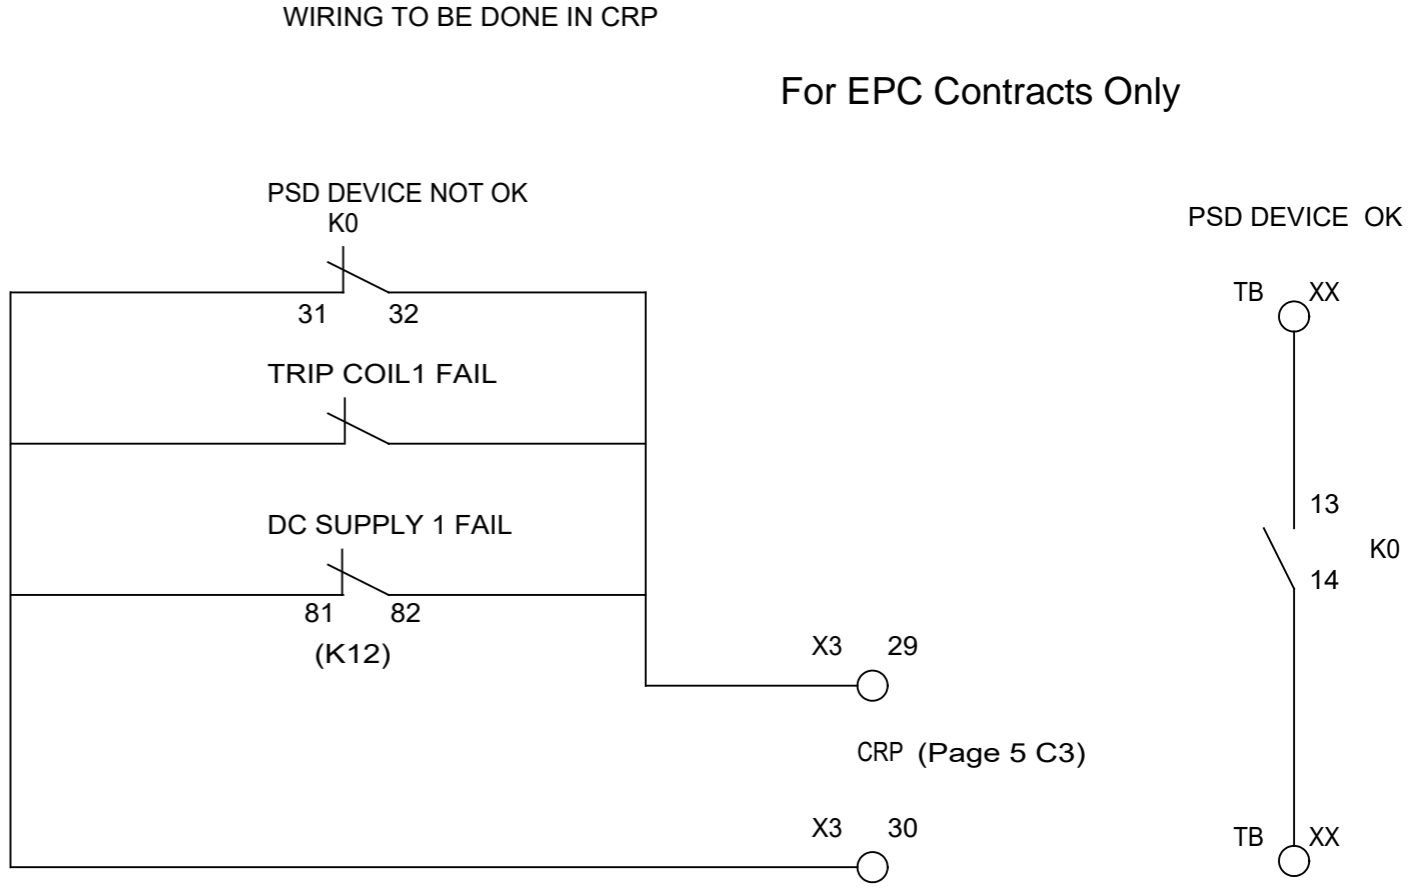 WIRING TO BE DONE IN CRP
For EPC Contracts Only
PSD DEVICE NOT OK
K0
31 32
TRIP COIL1 FAIL
DC SUPPLY 1 FAIL
81 82
(K12)
X3 29
CRP (Page 5 C3)
X3 30
PSD DEVICE OK
TB XX
13
K0
14
TB XX